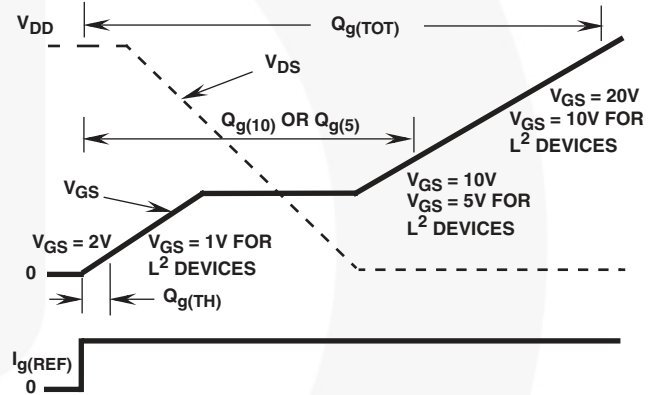 V_DD
Q_g(TOT)
V_DS
V_GS = 20V
V_GS = 10V FOR
L² DEVICES
Q_g(10) OR Q_g(5)
V_GS
V_GS = 10V
V_GS = 5V FOR
L² DEVICES
V_GS = 2V
V_GS = 1V FOR
L² DEVICES
0
Q_g(TH)
I_g(REF)
0